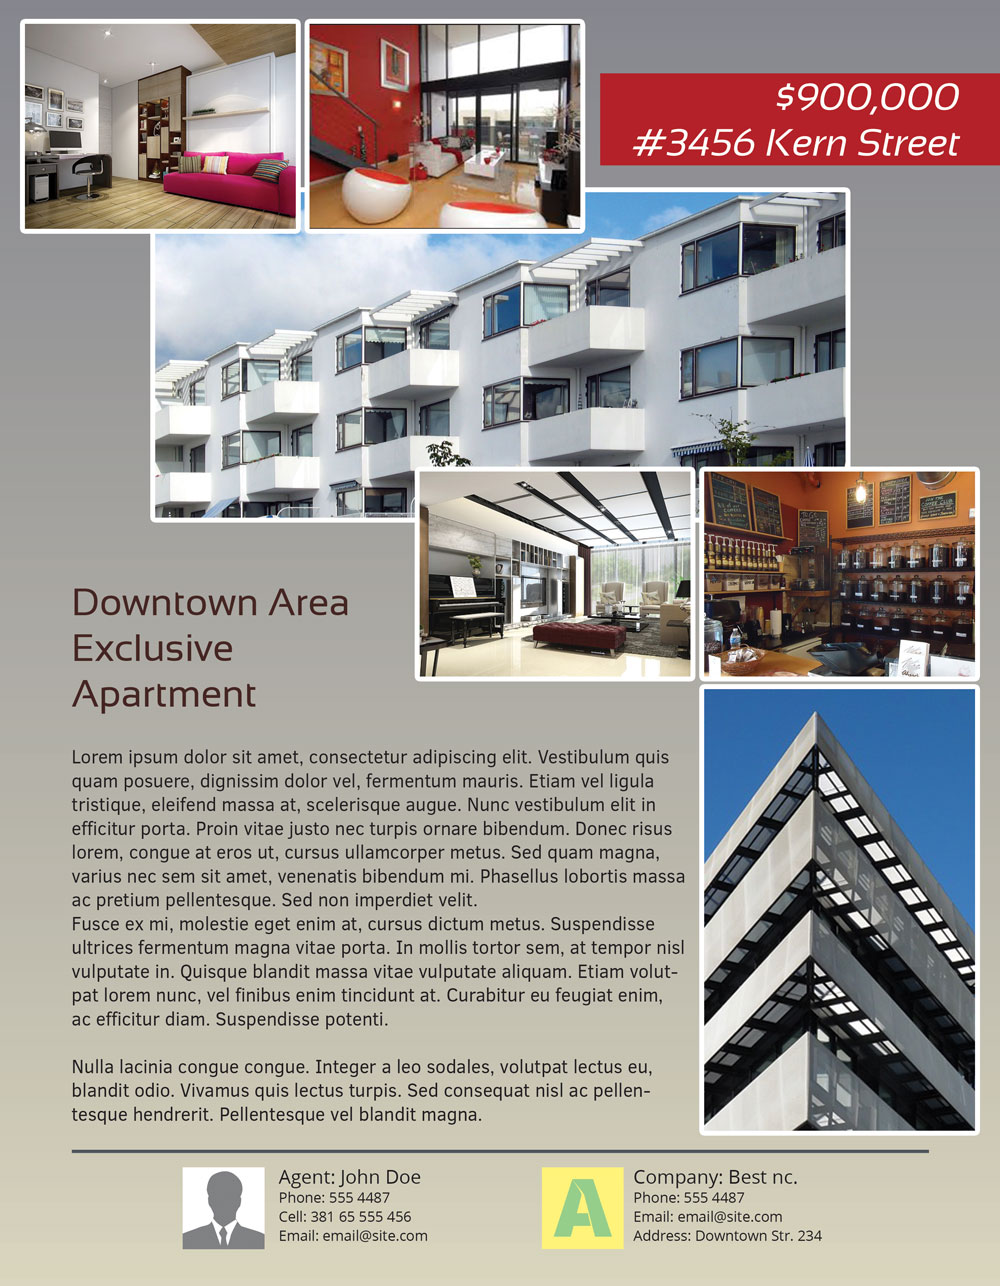 $900,000
#3456 Kern Street
Downtown Area
Exclusive
Apartment
Lorem ipsum dolor sit amet, consectetur adipiscing elit. Vestibulum quis
quam posuere, dignissim dolor vel, fermentum mauris. Etiam vel ligula
tristique, eleifend massa at, scelerisque augue. Nunc vestibulum elit in
efficitur porta. Proin vitae justo nec turpis ornare bibendum. Donec risus
lorem, congue at eros ut, cursus ullamcorper metus. Sed quam magna,
varius nec sem sit amet, venenatis bibendum mi. Phasellus lobortis massa
ac pretium pellentesque. Sed non imperdiet velit.
Fusce ex mi, molestie eget enim at, cursus dictum metus. Suspendisse
ultrices fermentum magna vitae porta. In mollis tortor sem, at tempor nisl
vulputate in. Quisque blandit massa vitae vulputate aliquam. Etiam volut-
pat lorem nunc, vel finibus enim tincidunt at. Curabitur eu feugiat enim,
ac efficitur diam. Suspendisse potenti.
Nulla lacinia congue congue. Integer a leo sodales, volutpat lectus eu,
blandit odio. Vivamus quis lectus turpis. Sed consequat nisl ac pellen-
tesque hendrerit. Pellentesque vel blandit magna.
Agent: John Doe
Phone: 555 4487
Cell: 381 65 555 456
Email: email@site.com
A
Company: Best nc.
Phone: 555 4487
Email: email@site.com
Address: Downtown Str. 234